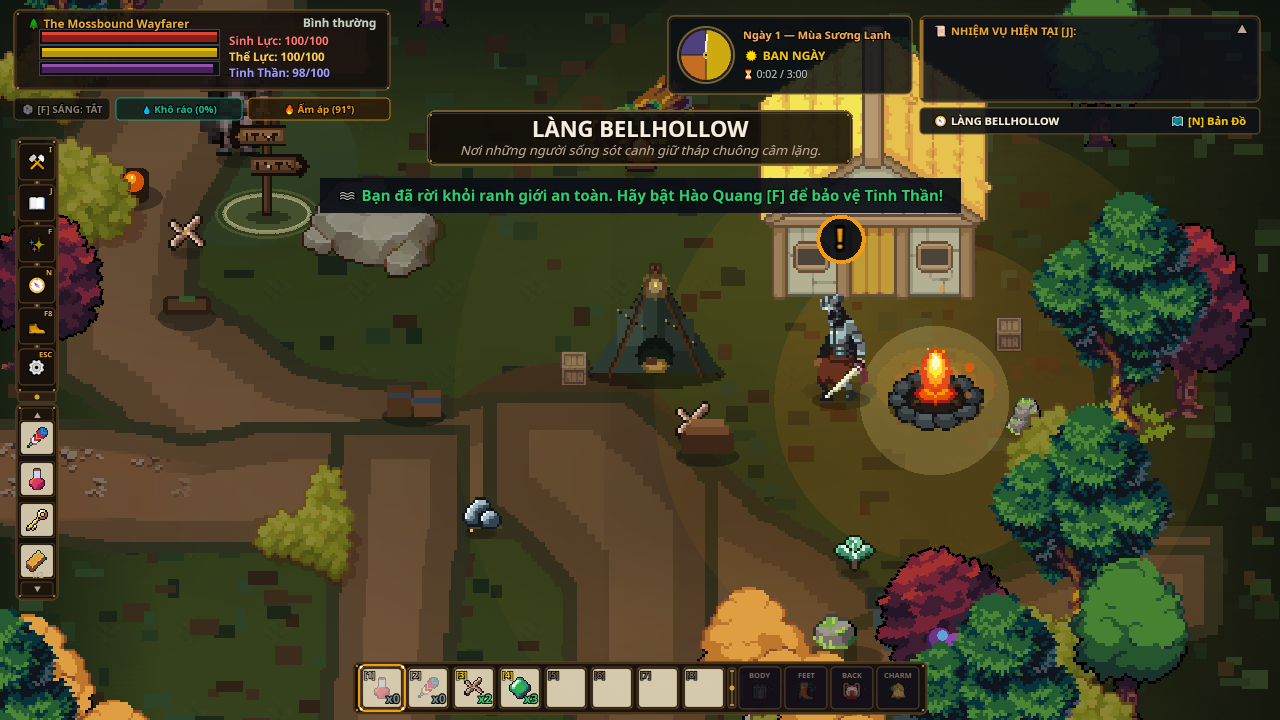 The Mossbound Wayfarer
Bình thường
Sinh Lực: 100/100
Thể Lực: 100/100
Tinh Thần: 98/100
[F] SÁNG: TẮT
Khô ráo (0%)
Ấm áp (91°)
Ngày 1 — Mùa Sương Lạnh
BAN NGÀY
0:02 / 3:00
NHIỆM VỤ HIỆN TẠI [J]:
LÀNG BELLHOLLOW
[N] Bản Đồ
LÀNG BELLHOLLOW
Nơi những người sống sót canh giữ tháp chuông câm lặng.
Bạn đã rời khỏi ranh giới an toàn. Hãy bật Hào Quang [F] để bảo vệ Tinh Thần!
!
I
J
F
N
F8
ESC
[1] x0
[2] x0
[3] x2
[4] x3
[5]
[6]
[7]
[8]
BODY
FEET
BACK
CHARM